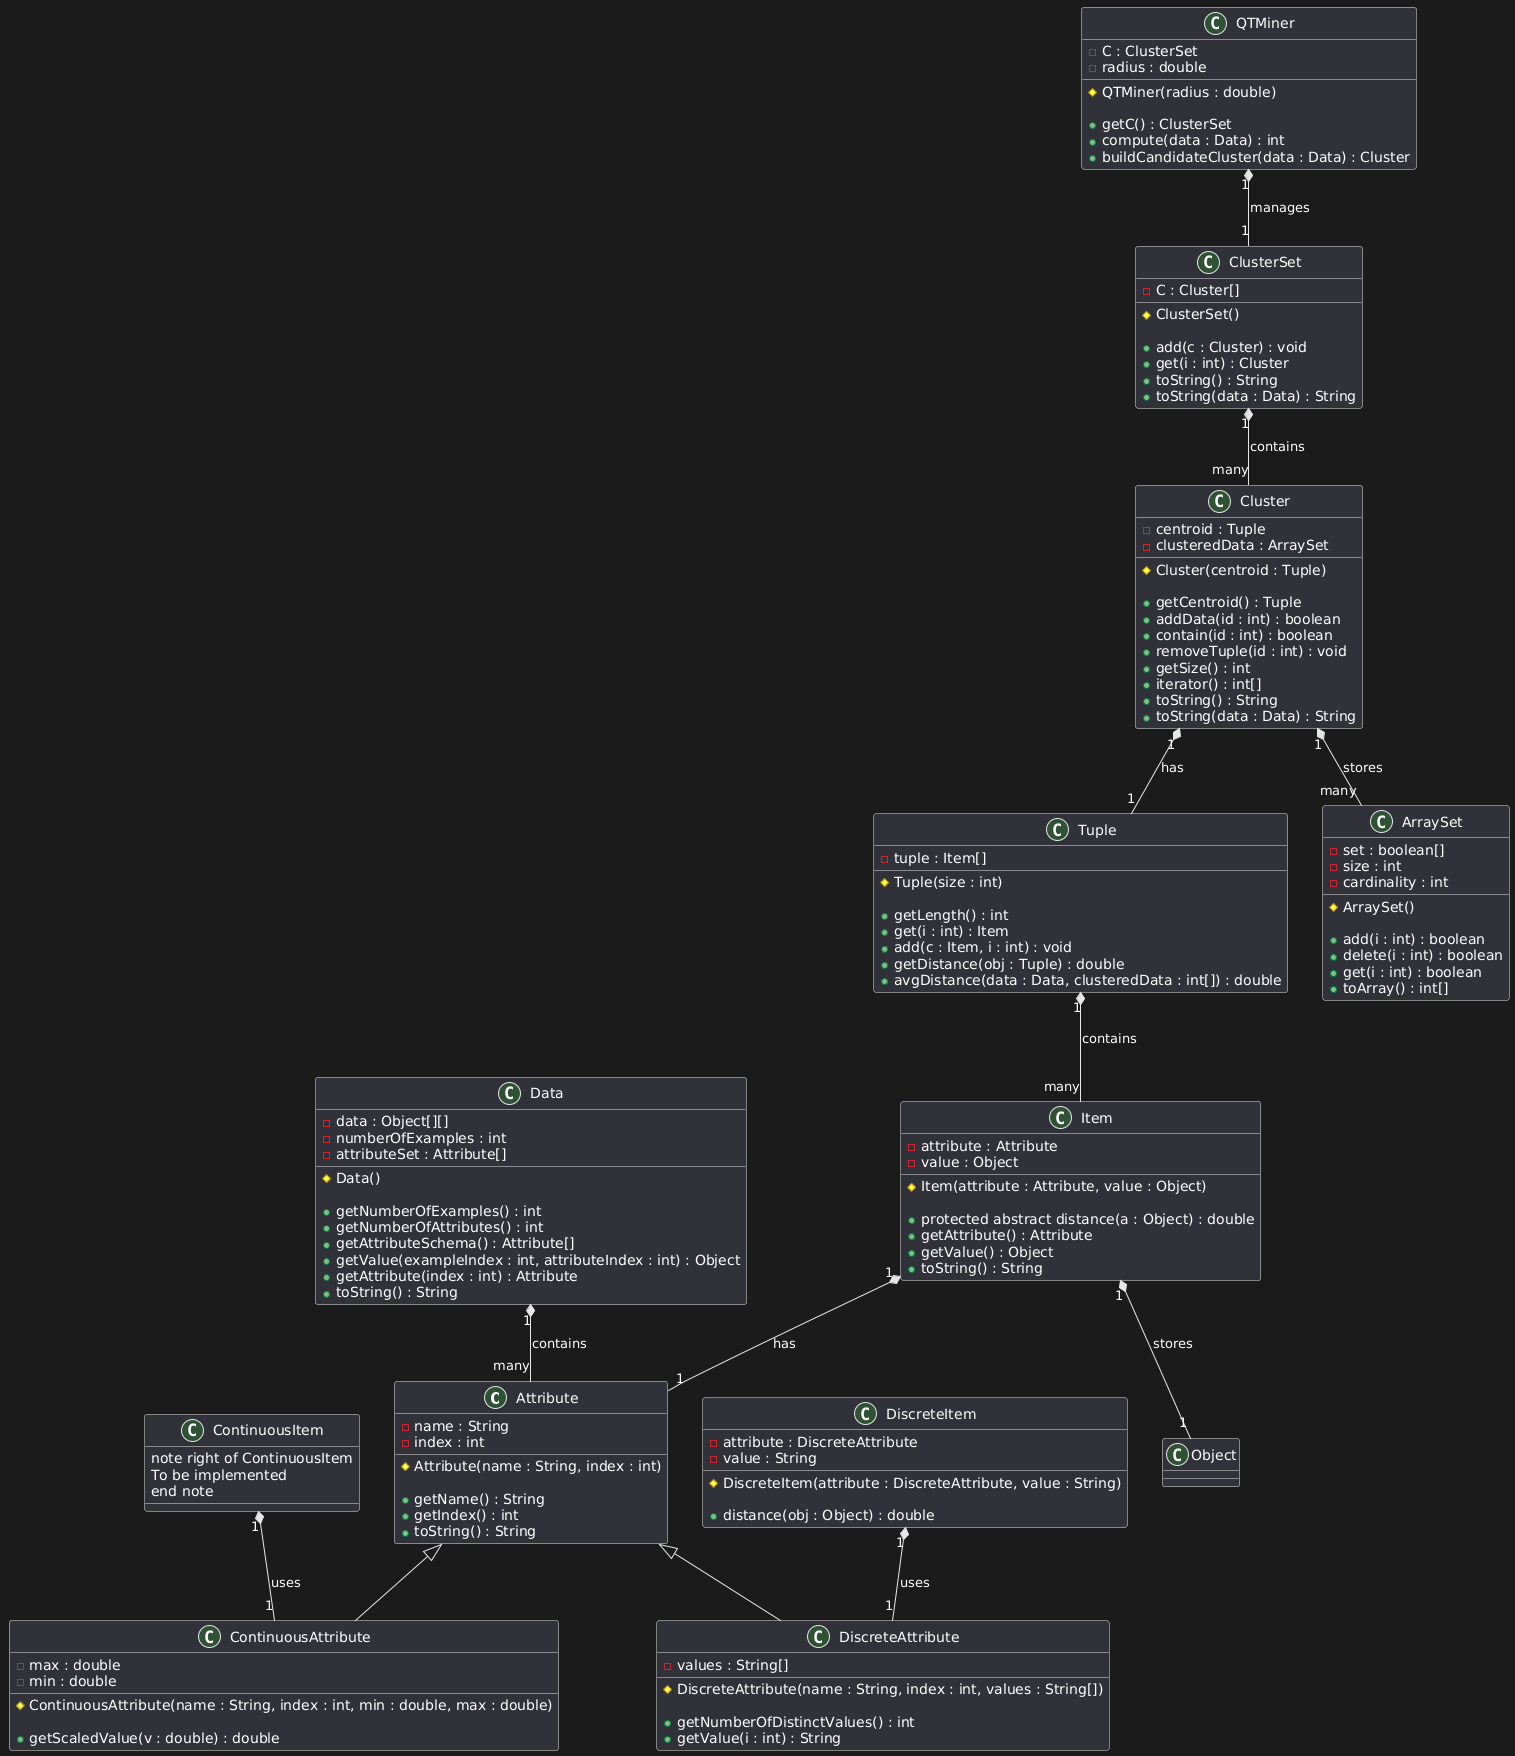 C QTMiner
C : ClusterSet
radius : double
QTMiner(radius : double)
getC() : ClusterSet
compute(data : Data) : int
buildCandidateCluster(data : Data) : Cluster
1
manages
1
C ClusterSet
C : Cluster[]
ClusterSet()
add(c : Cluster) : void
get(i : int) : Cluster
toString() : String
toString(data : Data) : String
1
contains
many
C Cluster
centroid : Tuple
clusteredData : ArraySet
Cluster(centroid : Tuple)
getCentroid() : Tuple
addData(id : int) : boolean
contain(id : int) : boolean
removeTuple(id : int) : void
getSize() : int
iterator() : int[]
toString() : String
toString(data : Data) : String
1
has
1
1
stores
many
C Tuple
tuple : Item[]
Tuple(size : int)
getLength() : int
get(i : int) : Item
add(c : Item, i : int) : void
getDistance(obj : Tuple) : double
avgDistance(data : Data, clusteredData : int[]) : double
C ArraySet
set : boolean[]
size : int
cardinality : int
ArraySet()
add(i : int) : boolean
delete(i : int) : boolean
get(i : int) : boolean
toArray() : int[]
1
contains
many
C Data
data : Object[][]
numberOfExamples : int
attributeSet : Attribute[]
Data()
getNumberOfExamples() : int
getNumberOfAttributes() : int
getAttributeSchema() : Attribute[]
getValue(exampleIndex : int, attributeIndex : int) : Object
getAttribute(index : int) : Attribute
toString() : String
C Item
attribute : Attribute
value : Object
Item(attribute : Attribute, value : Object)
protected abstract distance(a : Object) : double
getAttribute() : Attribute
getValue() : Object
toString() : String
1
contains
many
1
has
1
1
stores
1
C ContinuousItem
note right of ContinuousItem
To be implemented
end note
C Attribute
name : String
index : int
Attribute(name : String, index : int)
getName() : String
getIndex() : int
toString() : String
C DiscreteItem
attribute : DiscreteAttribute
value : String
DiscreteItem(attribute : DiscreteAttribute, value : String)
distance(obj : Object) : double
C Object
1
uses
1
1
uses
1
C ContinuousAttribute
max : double
min : double
ContinuousAttribute(name : String, index : int, min : double, max : double)
getScaledValue(v : double) : double
C DiscreteAttribute
values : String[]
DiscreteAttribute(name : String, index : int, values : String[])
getNumberOfDistinctValues() : int
getValue(i : int) : String